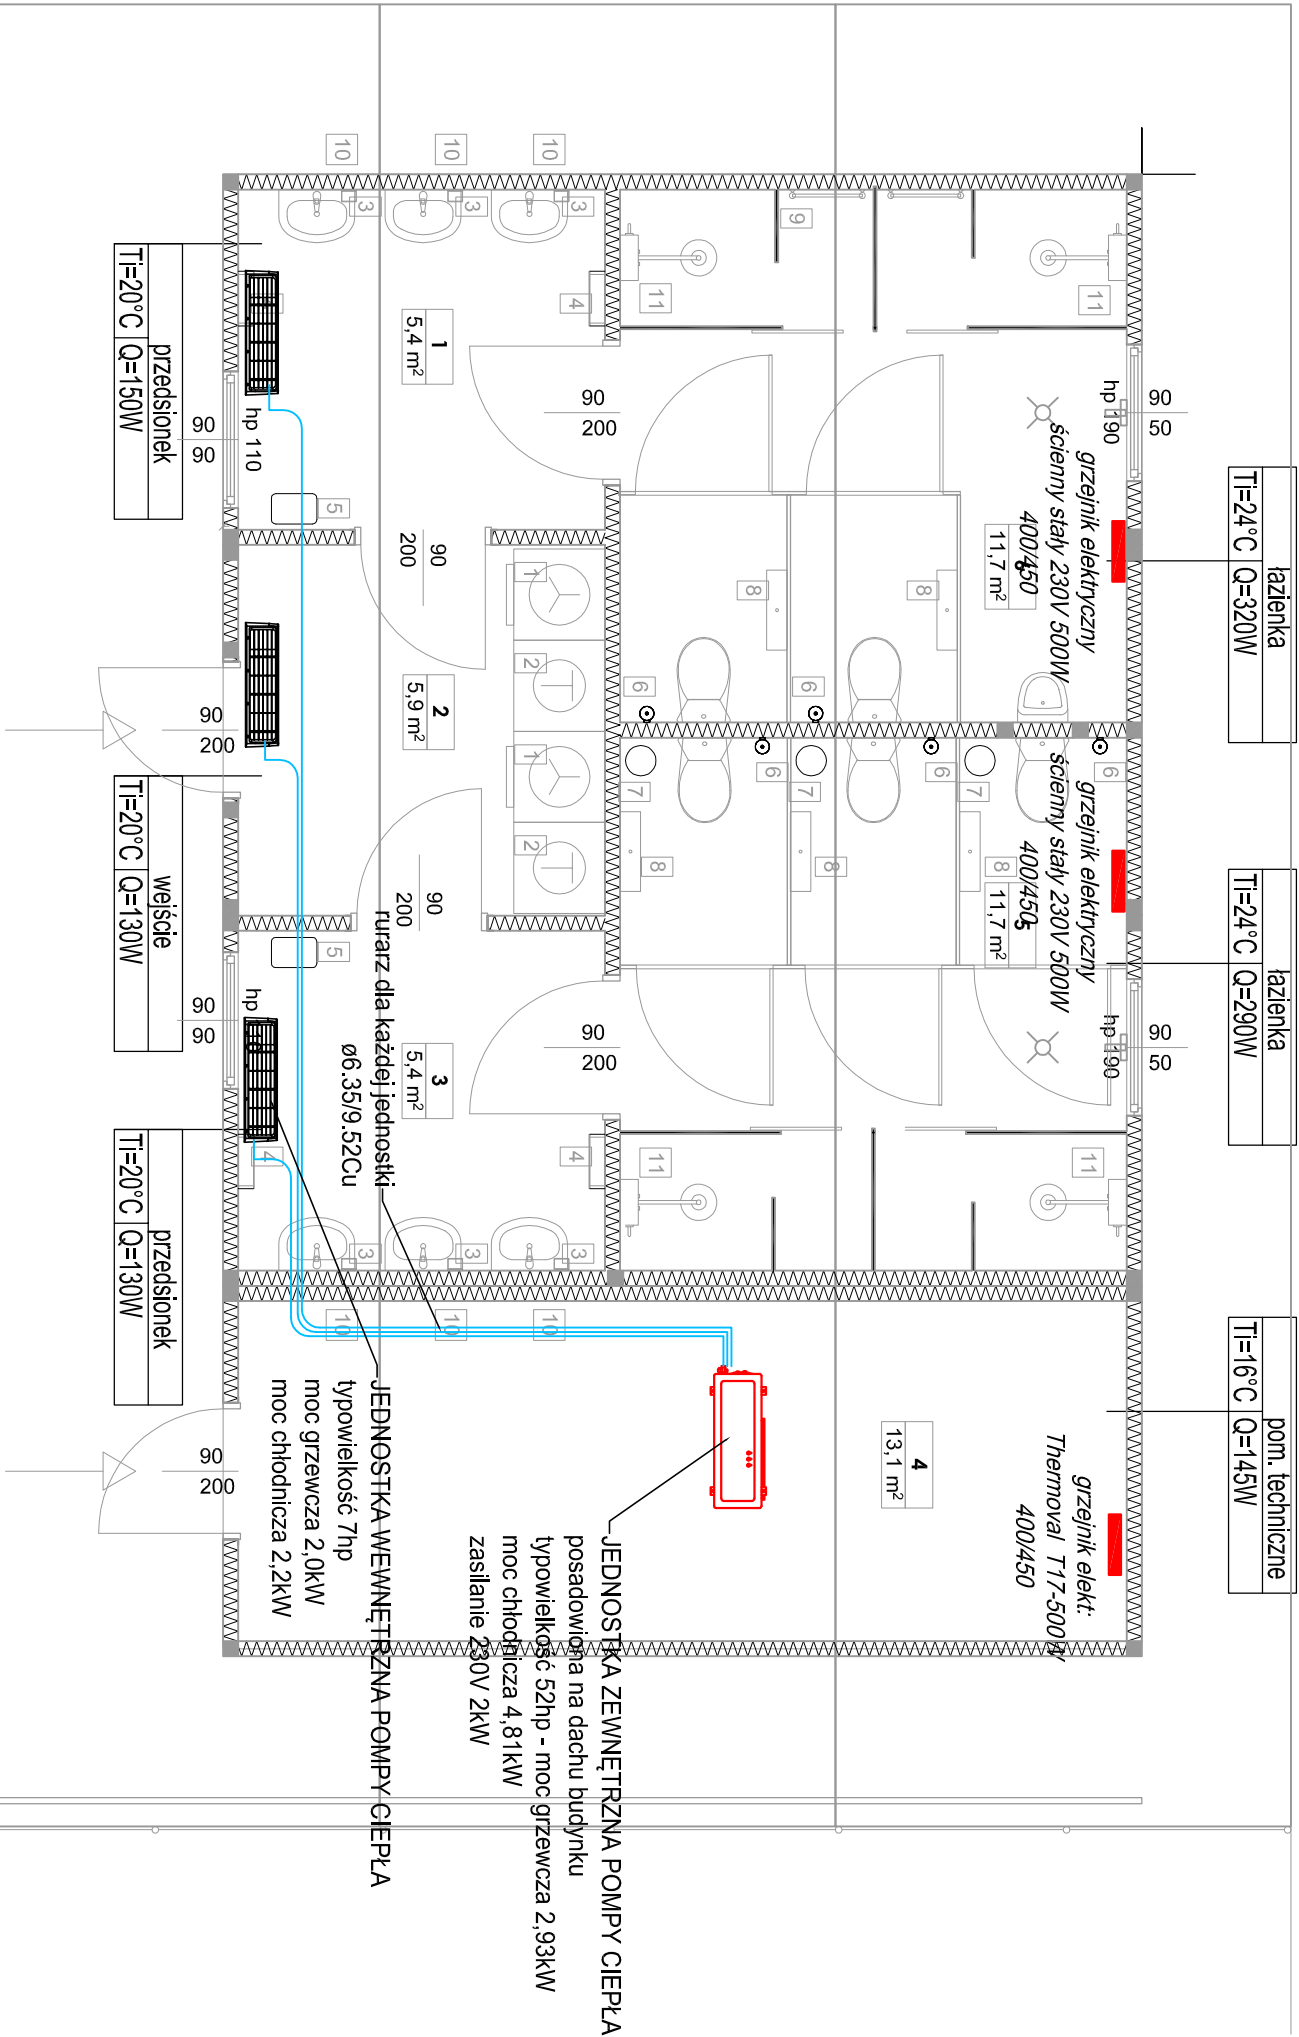 łazienka
Ti=24°C Q=320W
łazienka
Ti=24°C Q=290W
pom. techniczne
Ti=16°C Q=145W
90
50
hp 190
grzejnik elektryczny
ścienny stały 230V 500W
400/450
6
11,7 m²
90
50
hp 190
grzejnik elektryczny
ścienny stały 230V 500W
400/450
5
11,7 m²
grzejnik elekt:
Thermoval T17-500W
400/450
4
13,1 m²
11
11
9
8
8
6
6
6
6
6
7
7
7
8
8
8
11
11
90
200
90
200
10
10
10
3
3
3
4
1
5,4 m²
hp 110
90
90
5
90
200
1
2
1
2
2
5,9 m²
90
200
90
200
5
hp
90
90
3
5,4 m²
4
4
3
3
3
10
10
10
rurarz dla każdej jednostki
ø6.35/9.52Cu
JEDNOSTKA ZEWNĘTRZNA POMPY CIEPŁA
posadowiona na dachu budynku
typowielkość 52hp - moc grzewcza 2,93kW
moc chłodnicza 4,81kW
zasilanie 230V 2kW
JEDNOSTKA WEWNĘTRZNA POMPY CIEPŁA
typowielkość 7hp
moc grzewcza 2,0kW
moc chłodnicza 2,2kW
90
200
przedsionek
Ti=20°C Q=150W
wejście
Ti=20°C Q=130W
przedsionek
Ti=20°C Q=130W